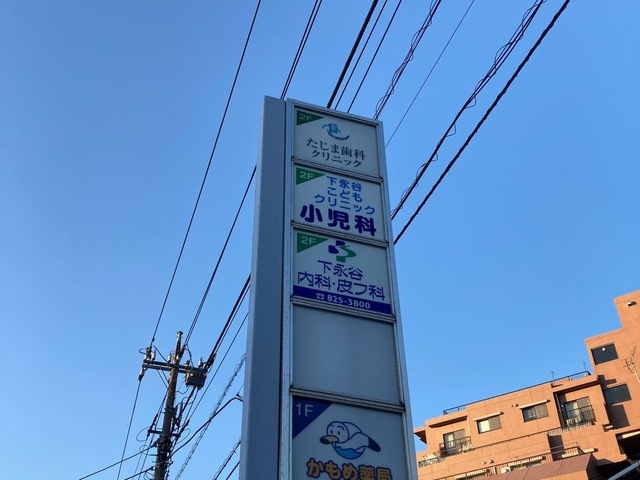 2F
たじま歯科
クリニック
2F
下永谷
こども
クリニック
小児科
2F
下永谷
内科・皮フ科
☎825-3800
1F
かもめ薬局